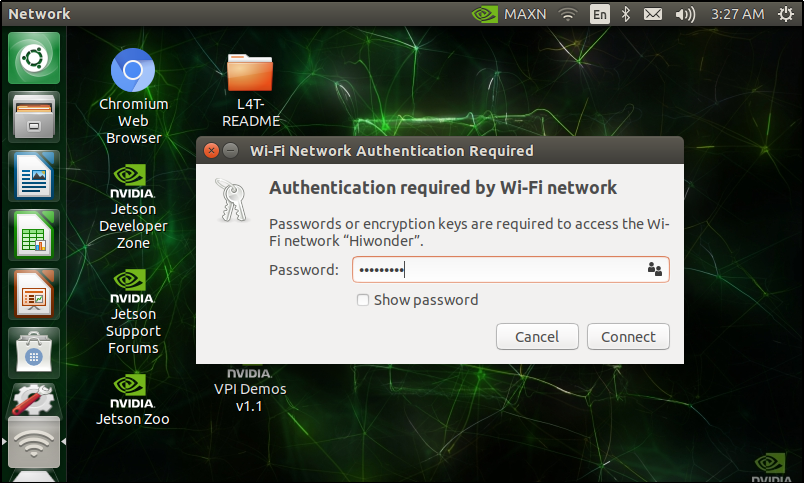 Network
MAXN
En
3:27 AM
Chromium
Web
Browser
L4T-
README
NVIDIA.
Jetson
Developer
Zone
NVIDIA.
Jetson
Support
Forums
NVIDIA.
Jetson Zoo
NVIDIA.
VPI Demos
v1.1
Wi-Fi Network Authentication Required
Authentication required by Wi-Fi network
Passwords or encryption keys are required to access the Wi-
Fi network “Hiwonder”.
Password: •••••••••
Show password
Cancel
Connect
NVIDIA